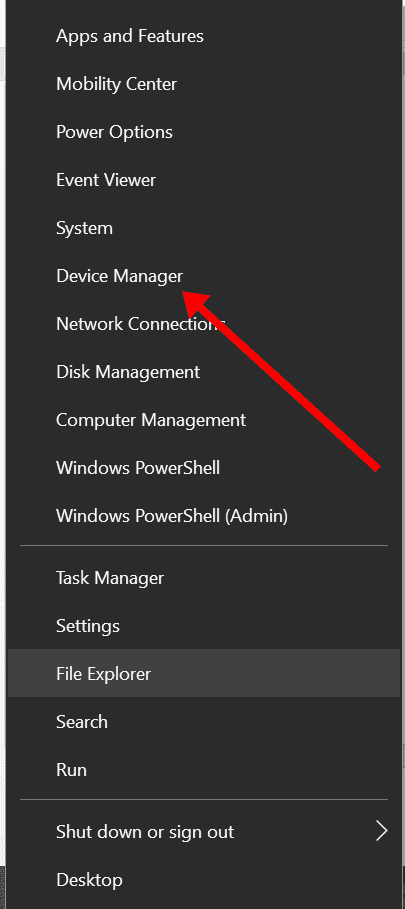 Apps and Features
Mobility Center
Power Options
Event Viewer
System
Device Manager
Network Connections
Disk Management
Computer Management
Windows PowerShell
Windows PowerShell (Admin)
Task Manager
Settings
File Explorer
Search
Run
Shut down or sign out
Desktop